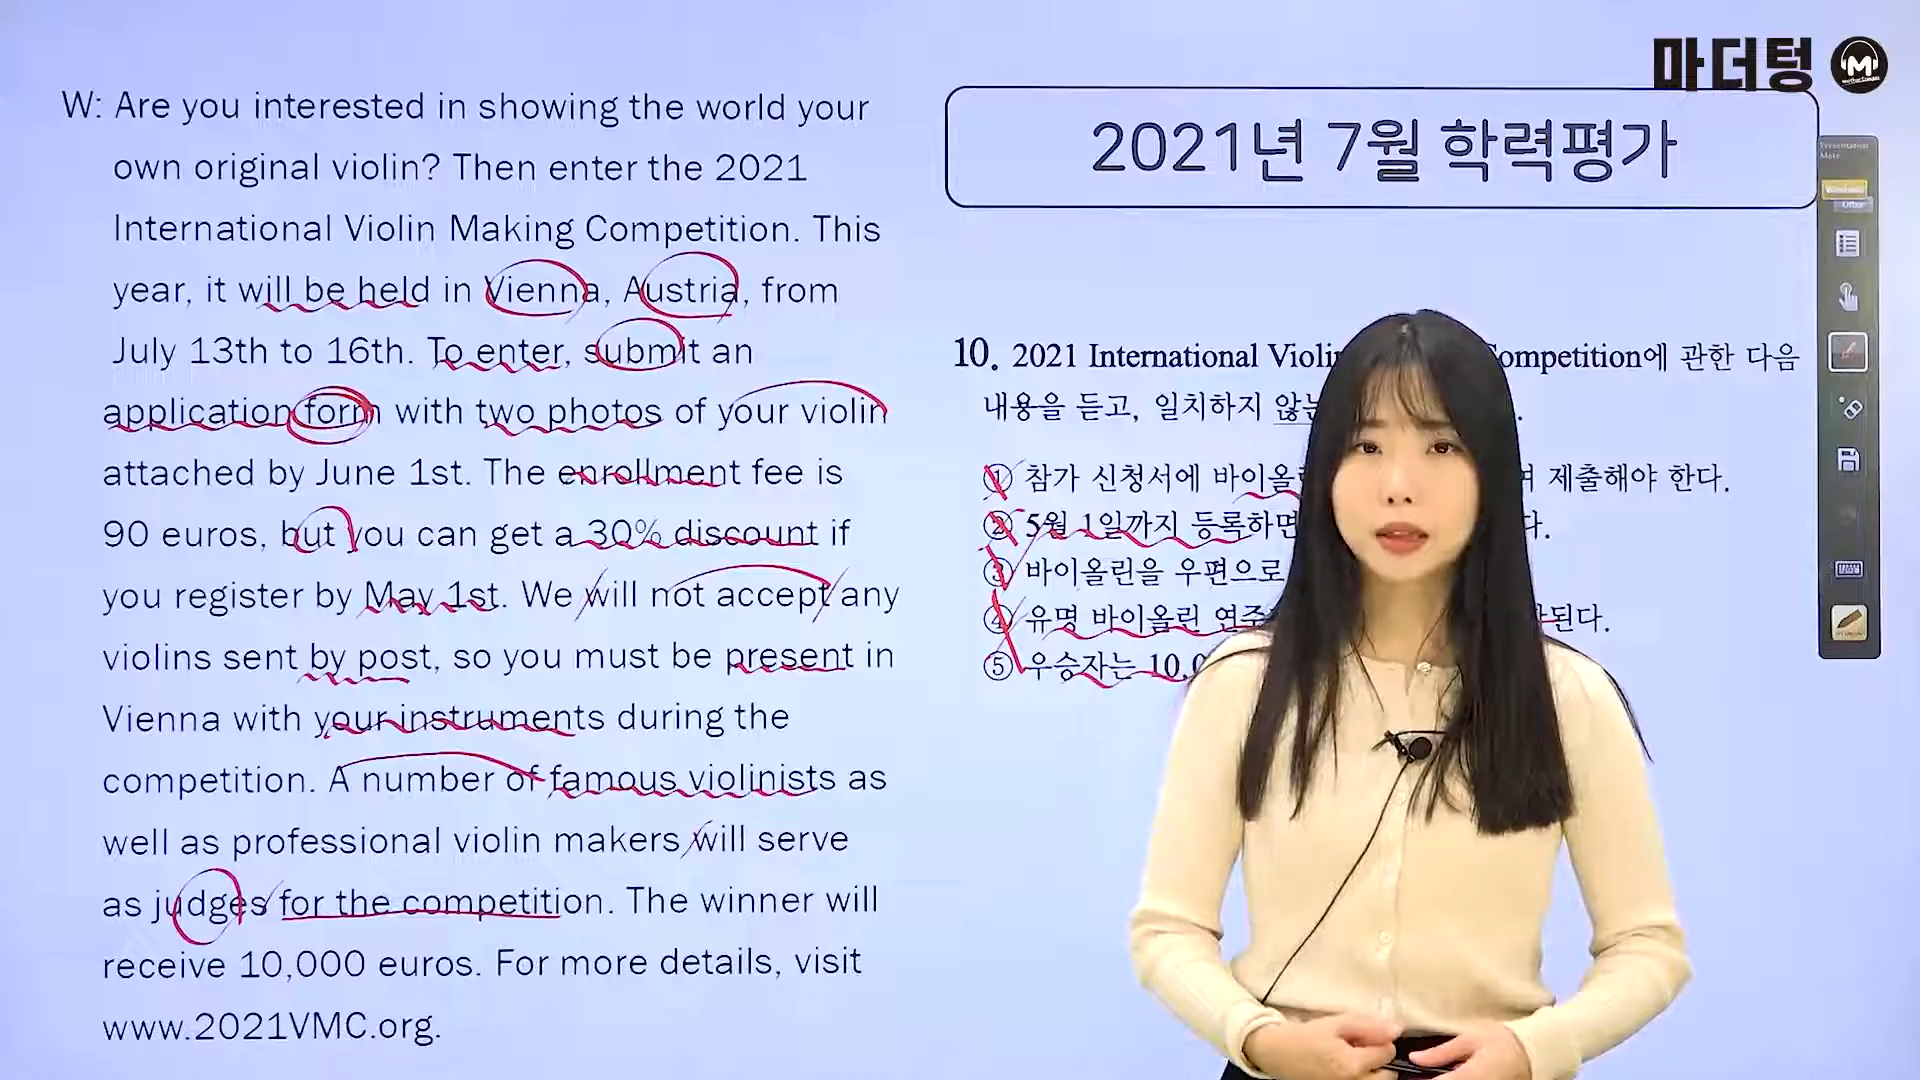 마더텅
W: Are you interested in showing the world your
own original violin? Then enter the 2021
International Violin Making Competition. This
year, it will be held in Vienna, Austria, from
July 13th to 16th. To enter, submit an
application form with two photos of your violin
attached by June 1st. The enrollment fee is
90 euros, but you can get a 30% discount if
you register by May 1st. We will not accept any
violins sent by post, so you must be present in
Vienna with your instruments during the
competition. A number of famous violinists as
well as professional violin makers will serve
as judges for the competition. The winner will
receive 10,000 euros. For more details, visit
www.2021VMC.org.
2021년 7월 학력평가
10. 2021 International Competition에 관한 다음
내용을 듣고, 일치하지
① 참가 신청서에 제출해야 한다.
② 5월 1일까지 등록하면
③ 바이올린을 우편으로
④ 유명 바이올린
⑤ 우승자는